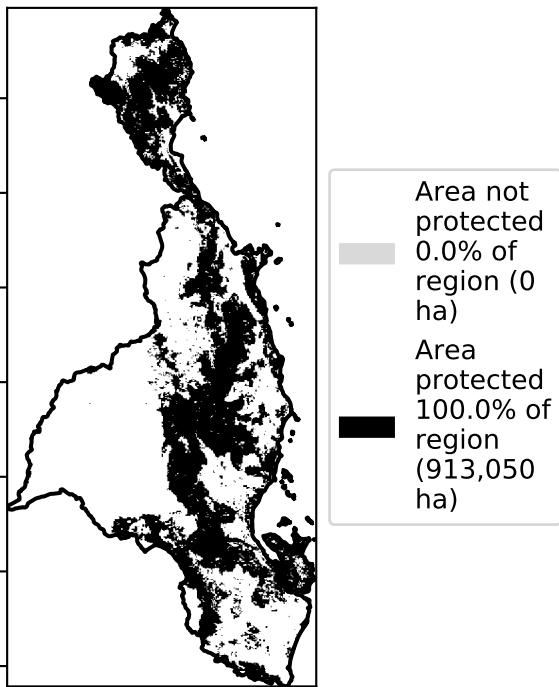 Area not
protected
0.0% of
region (0
ha)
Area
protected
100.0% of
region
(913,050
ha)